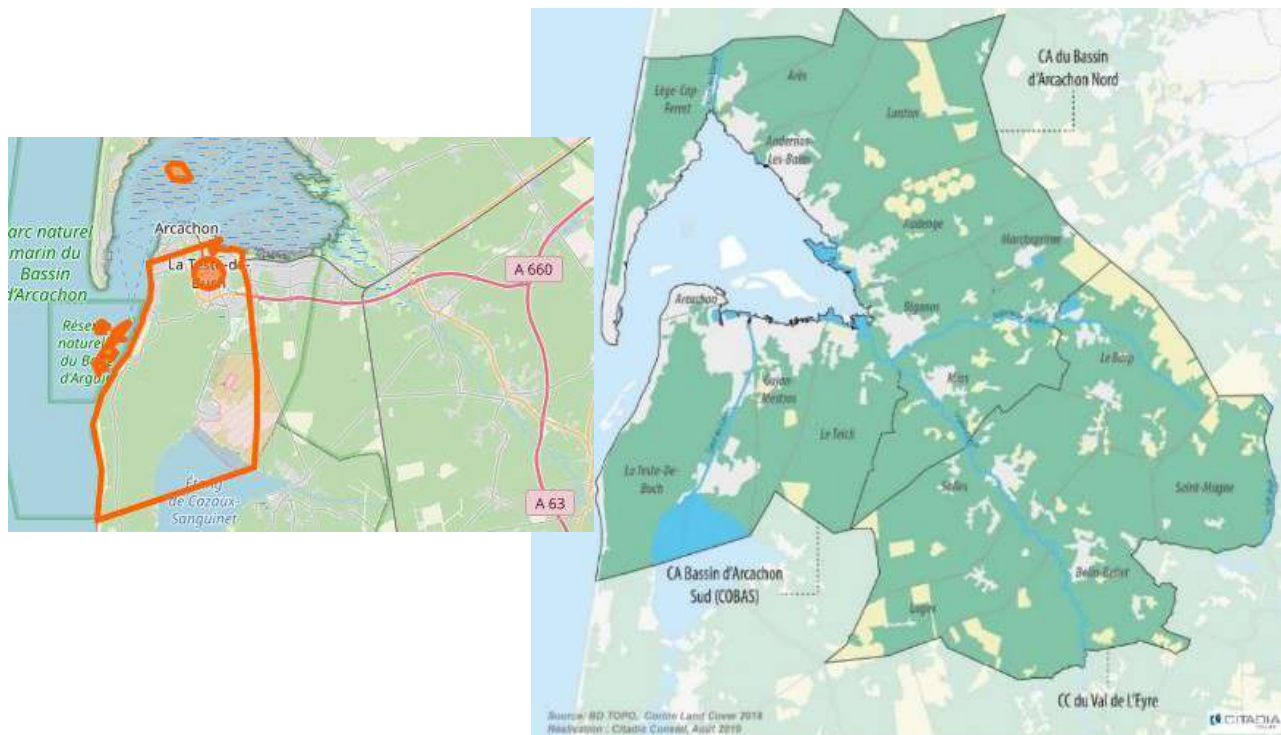 arc naturel
marin du
Bassin
d'Arcachon
Arcachon
La Teste-de-
Réser
naturel
du B
d'Argui
Étang
de Cazaux-
Sanguinet
A 660
A 63
CA du Bassin
d'Arcachon Nord
Lège-Cap-
Ferret
Arès
Lanton
Andernos-
Les-Bains
Audenge
Marcheprime
Arcachon
Biganos
Le Barp
Mios
Gujan-
Mestras
Le Teich
La Teste-De-
Buch
Salles
Saint-Magne
CA Bassin d'Arcachon
Sud (COBAS)
Belin-Béliet
Lugos
CC du Val de L'Eyre
Source: BD TOPO, Corine Land Cover 2018
Réalisation : Citadia Conseil, Août 2019
CITADIA